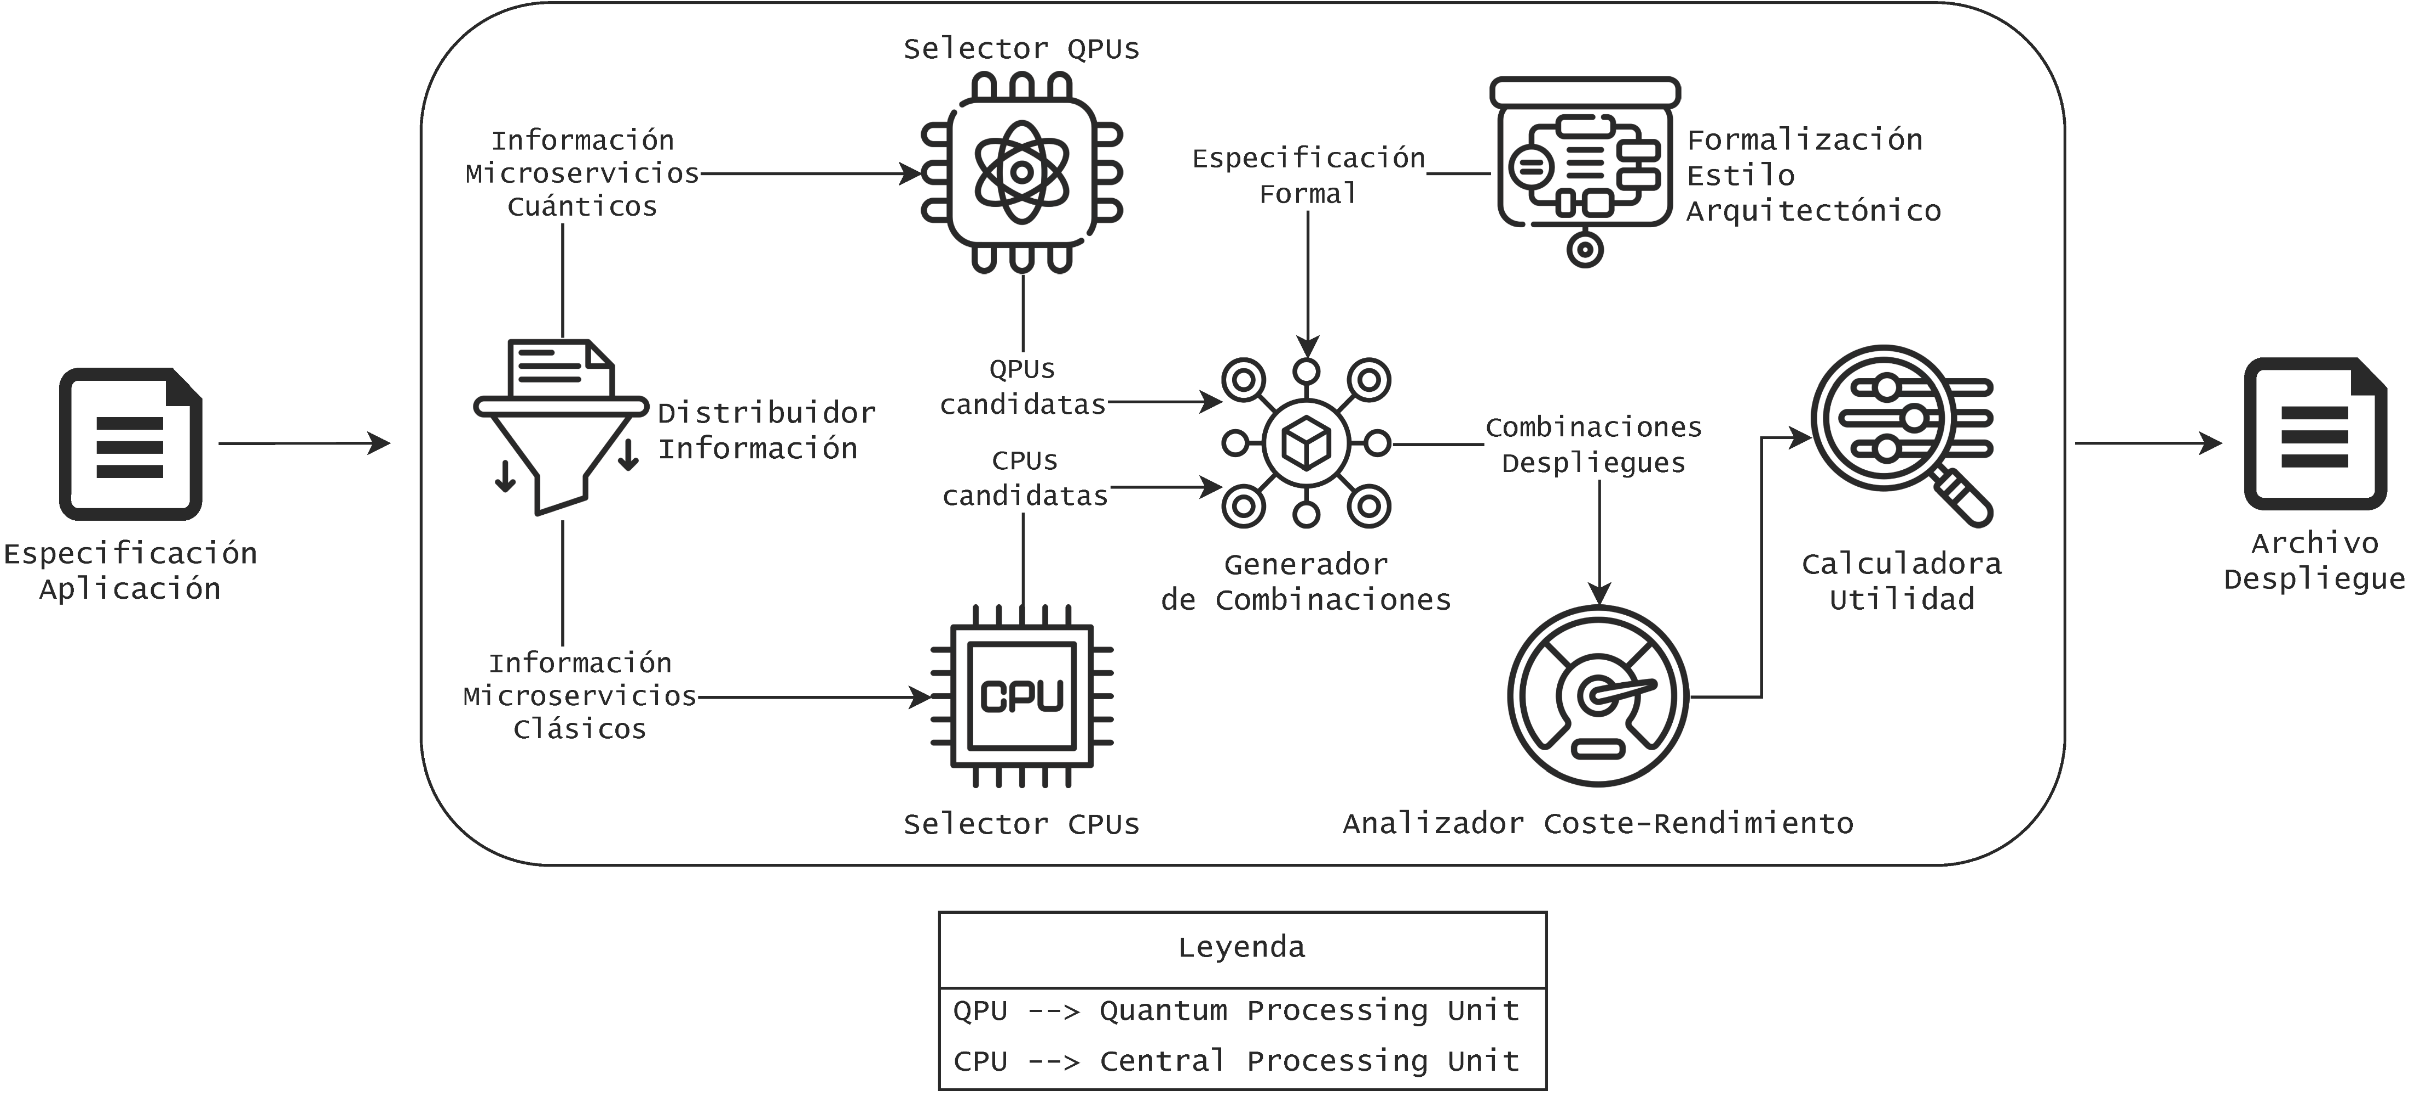 Especificación
Aplicación
Información
Microservicios
Cuánticos
Distribuidor
Información
Información
Microservicios
Clásicos
Selector QPUs
QPUs
candidatas
CPUs
candidatas
CPU
Selector CPUs
Especificación
Formal
Formalización
Estilo
Arquitectónico
Generador
de Combinaciones
Combinaciones
Despliegues
Analizador Coste-Rendimiento
Calculadora
Utilidad
Archivo
Despliegue
Leyenda
QPU --> Quantum Processing Unit
CPU --> Central Processing Unit